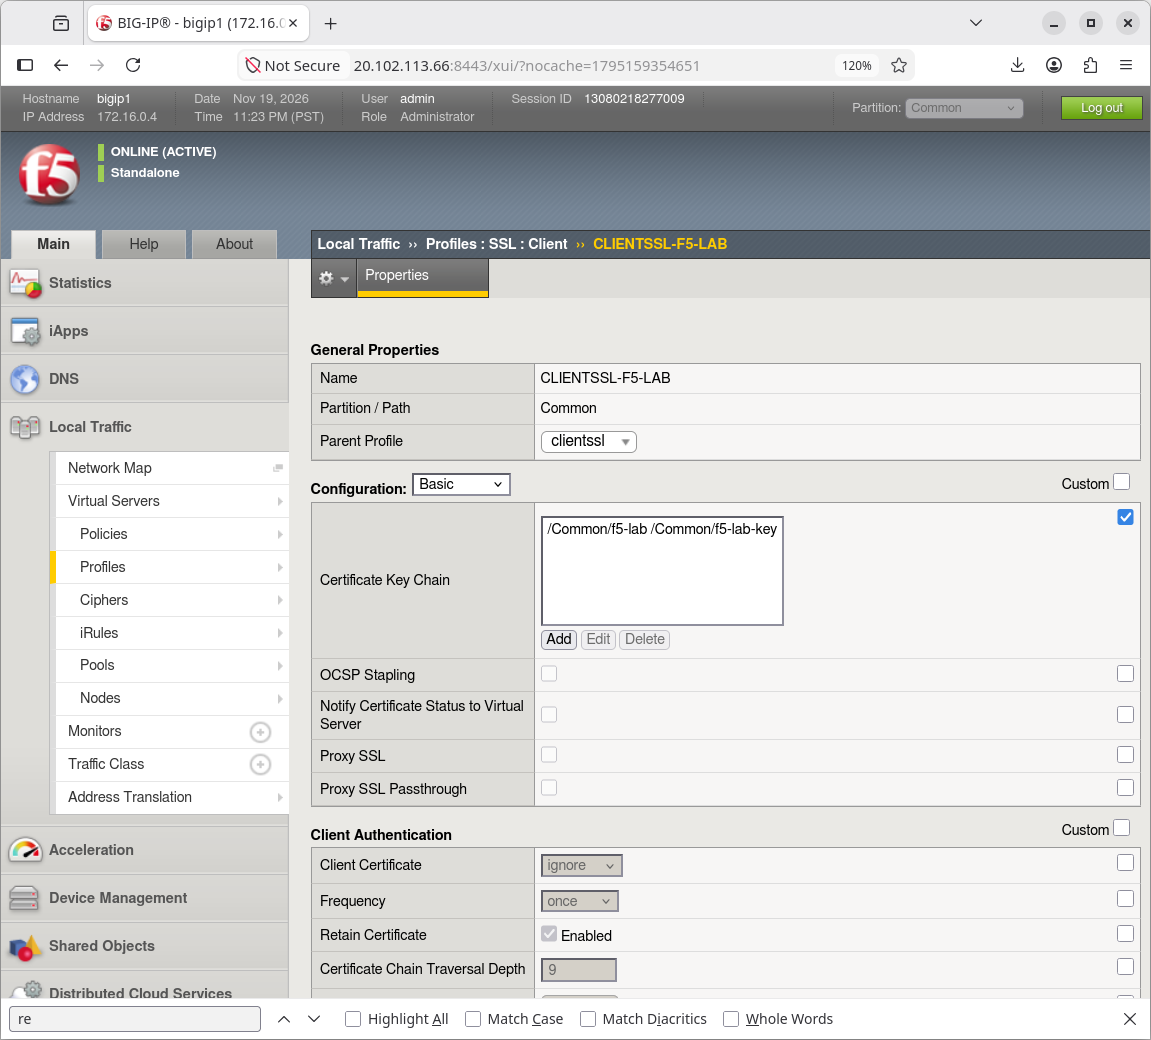 BIG-IP® - bigip1 (172.16.0
Not Secure 20.102.113.66:8443/xui/?nocache=1795159354651 120%
Hostname bigip1 Date Nov 19, 2026 User admin Session ID 13080218277009
IP Address 172.16.0.4 Time 11:23 PM (PST) Role Administrator
Partition: Common Log out
f5
ONLINE (ACTIVE)
Standalone
Main Help About
Local Traffic ›› Profiles : SSL : Client ›› CLIENTSSL-F5-LAB
Properties
Statistics
iApps
DNS
Local Traffic
Network Map
Virtual Servers
Policies
Profiles
Ciphers
iRules
Pools
Nodes
Monitors
Traffic Class
Address Translation
Acceleration
Device Management
Shared Objects
Distributed Cloud Services
General Properties
Name CLIENTSSL-F5-LAB
Partition / Path Common
Parent Profile clientssl
Configuration: Basic Custom
Certificate Key Chain /Common/f5-lab /Common/f5-lab-key
Add Edit Delete
OCSP Stapling
Notify Certificate Status to Virtual
Server
Proxy SSL
Proxy SSL Passthrough
Client Authentication Custom
Client Certificate ignore
Frequency once
Retain Certificate Enabled
Certificate Chain Traversal Depth 9
re Highlight All Match Case Match Diacritics Whole Words